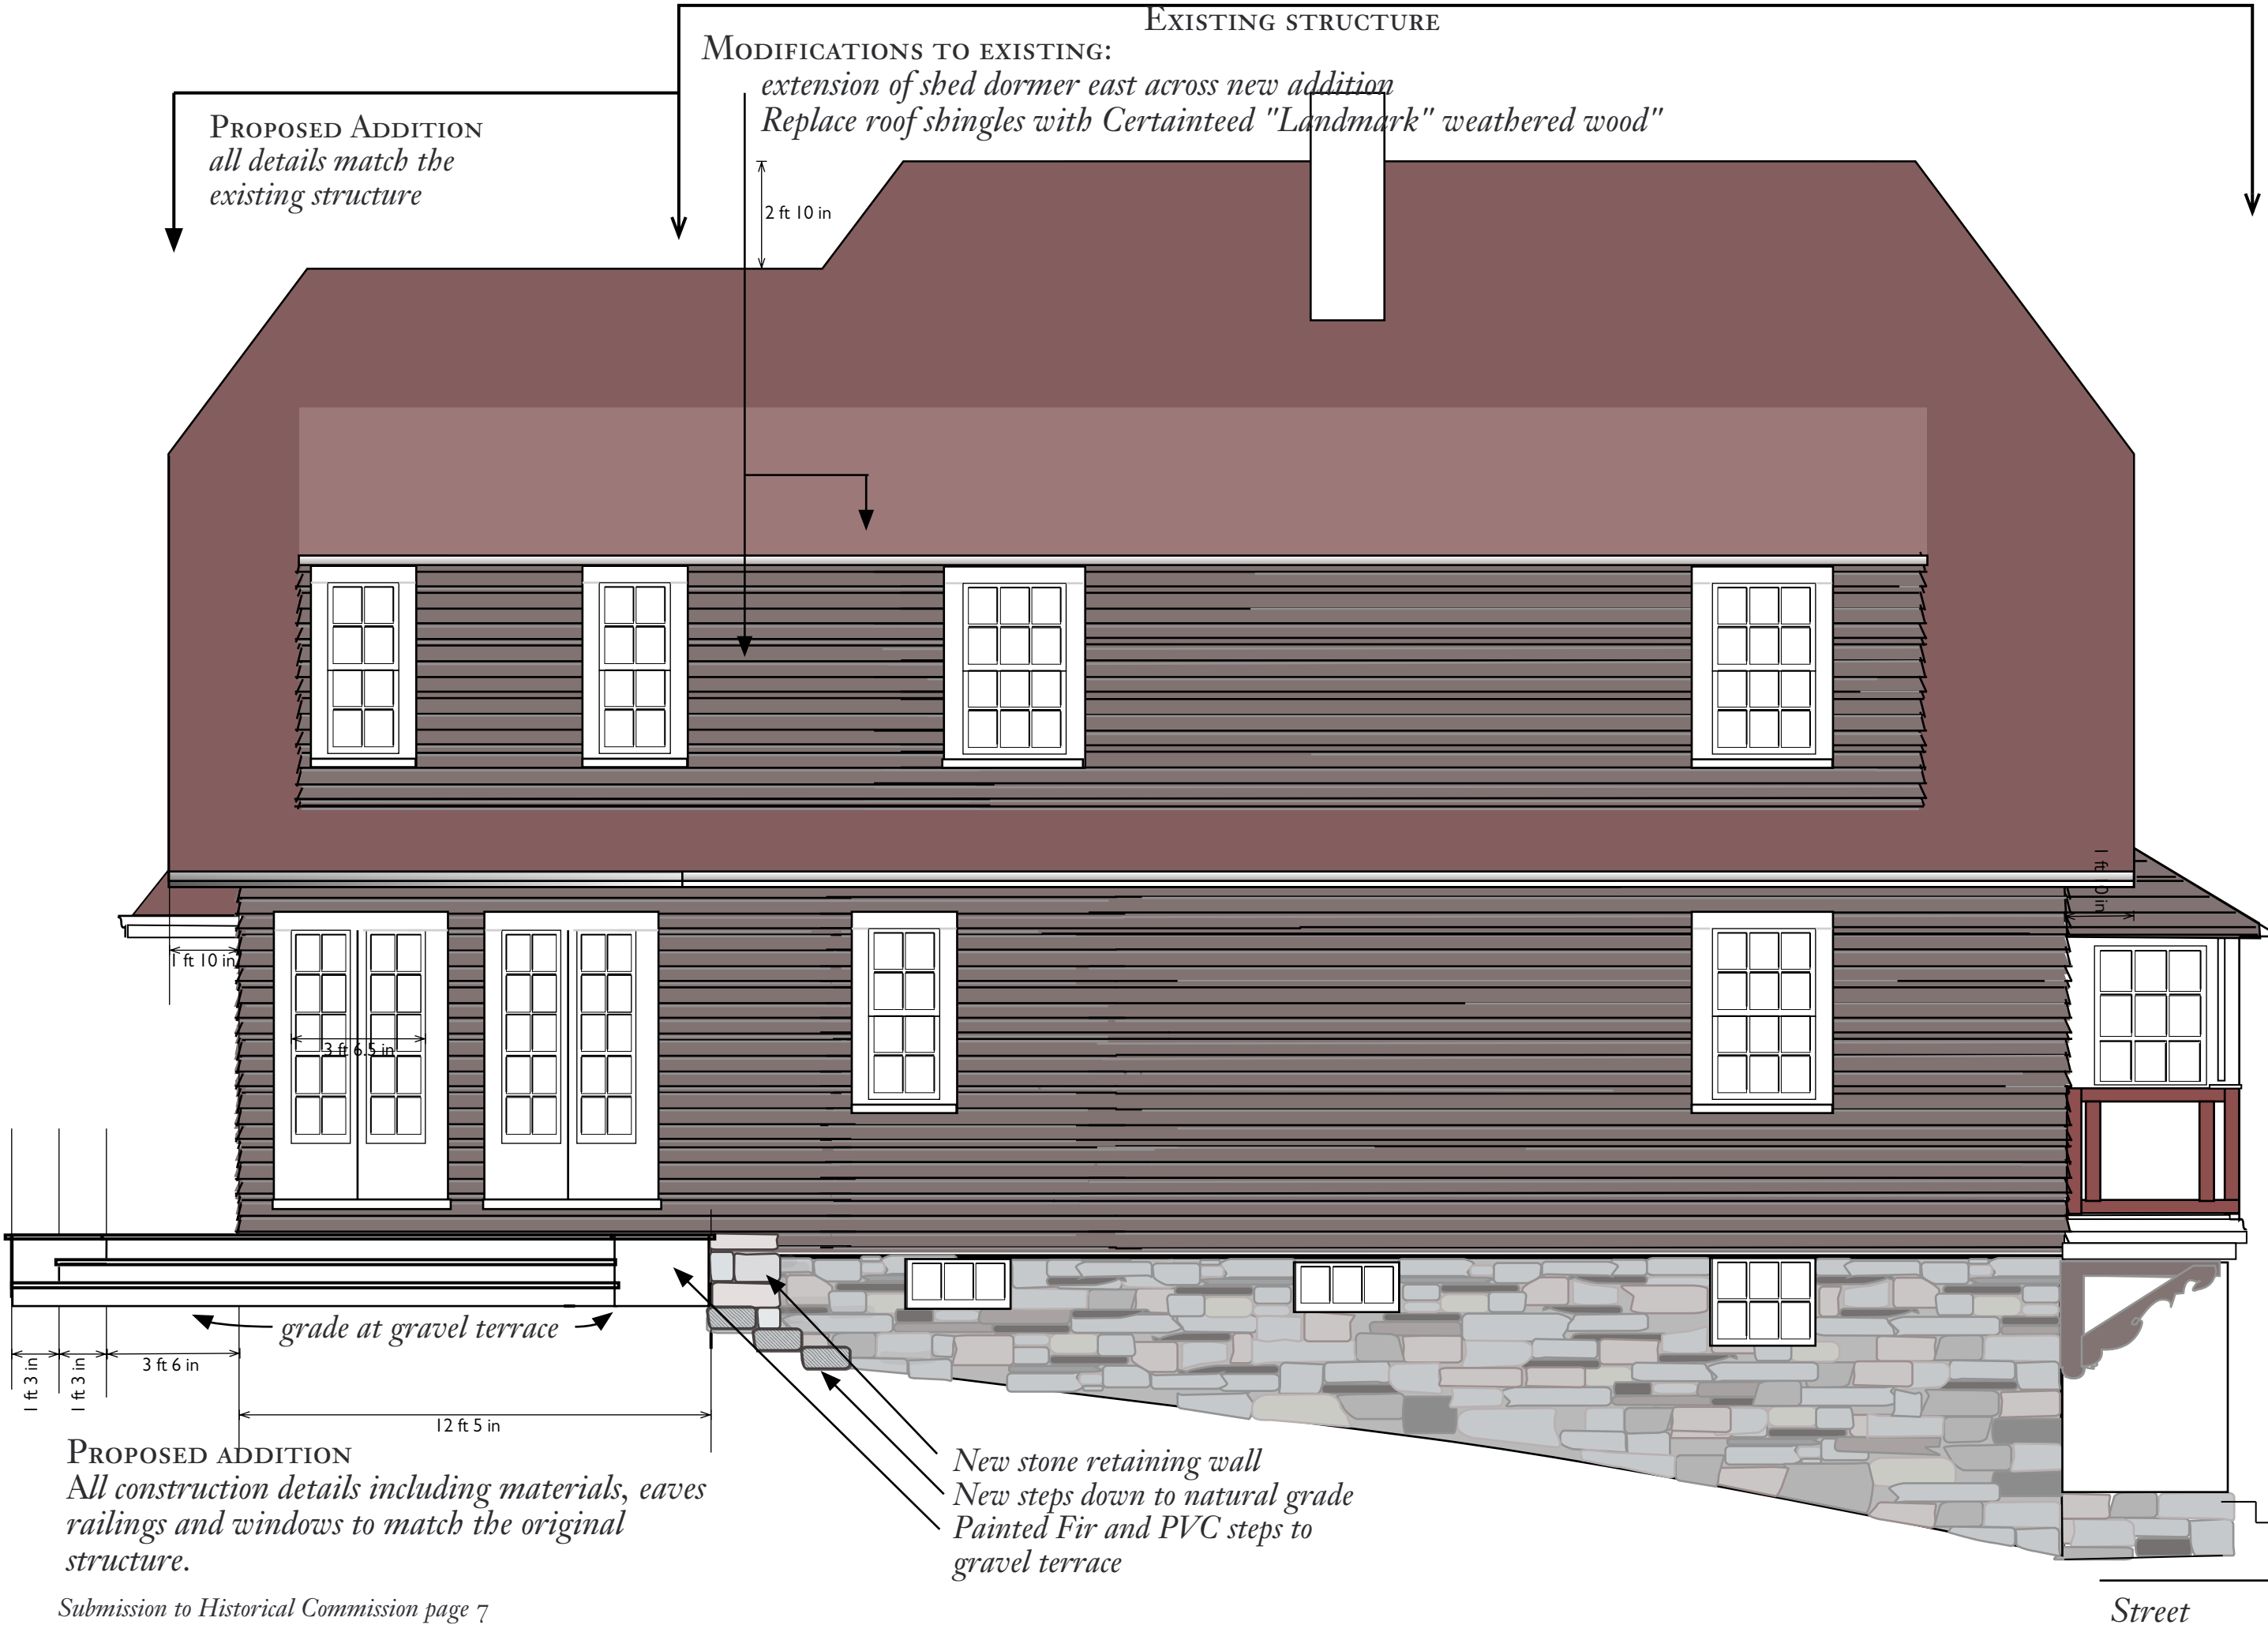 Existing structure
Modifications to existing:
extension of shed dormer east across new addition
Replace roof shingles with Certainteed "Landmark" weathered wood"
Proposed Addition
all details match the
existing structure
2 ft 10 in
1 ft 10 in
1 ft 10 in
3 ft 6.5 in
grade at gravel terrace
1 ft 3 in
1 ft 3 in
3 ft 6 in
12 ft 5 in
Proposed addition
All construction details including materials, eaves
railings and windows to match the original
structure.
New stone retaining wall
New steps down to natural grade
Painted Fir and PVC steps to
gravel terrace
Submission to Historical Commission page 7
Street